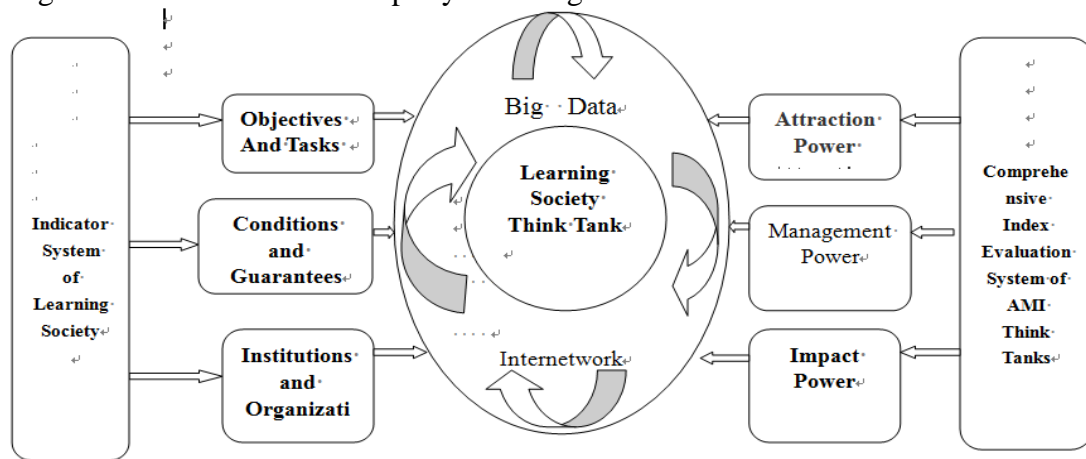 Indicator
System
of
Learning
Society
Objectives
And Tasks
Conditions
and
Guarantees
Institutions
and
Organizati
Big Data
Learning
Society
Think Tank
Internetwork
Attraction
Power
Management
Power
Impact
Power
Comprehe
nsive
Index
Evaluation
System of
AMI
Think
Tanks